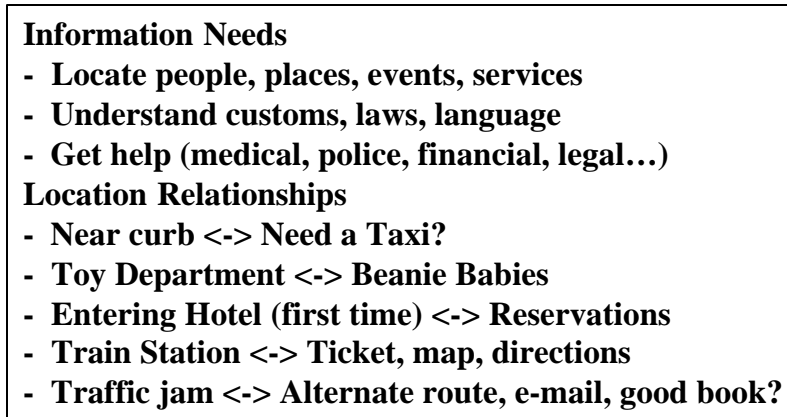 Information Needs
- Locate people, places, events, services
- Understand customs, laws, language
- Get help (medical, police, financial, legal…)
Location Relationships
- Near curb <-> Need a Taxi?
- Toy Department <-> Beanie Babies
- Entering Hotel (first time) <-> Reservations
- Train Station <-> Ticket, map, directions
- Traffic jam <-> Alternate route, e-mail, good book?